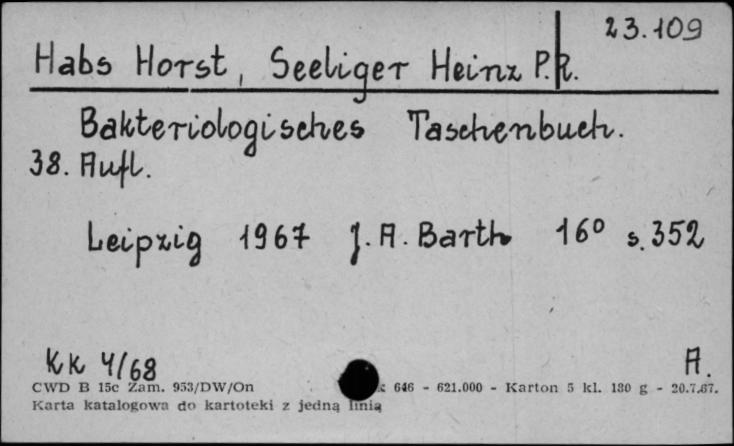 23.109
Habs Horst, Seeliger Heinz P.R.
Bakteriologisches Taschenbuch.
38. Aufl.
Leipzig 1967 J. A. Barth 16° s. 352
KK 4/68 A.
CWD B 15c Zam. 953/DW/On 646 - 621.000 - Karton 5 kl. 180 g - 20.7.67.
Karta katalogowa do kartoteki z jedną linią